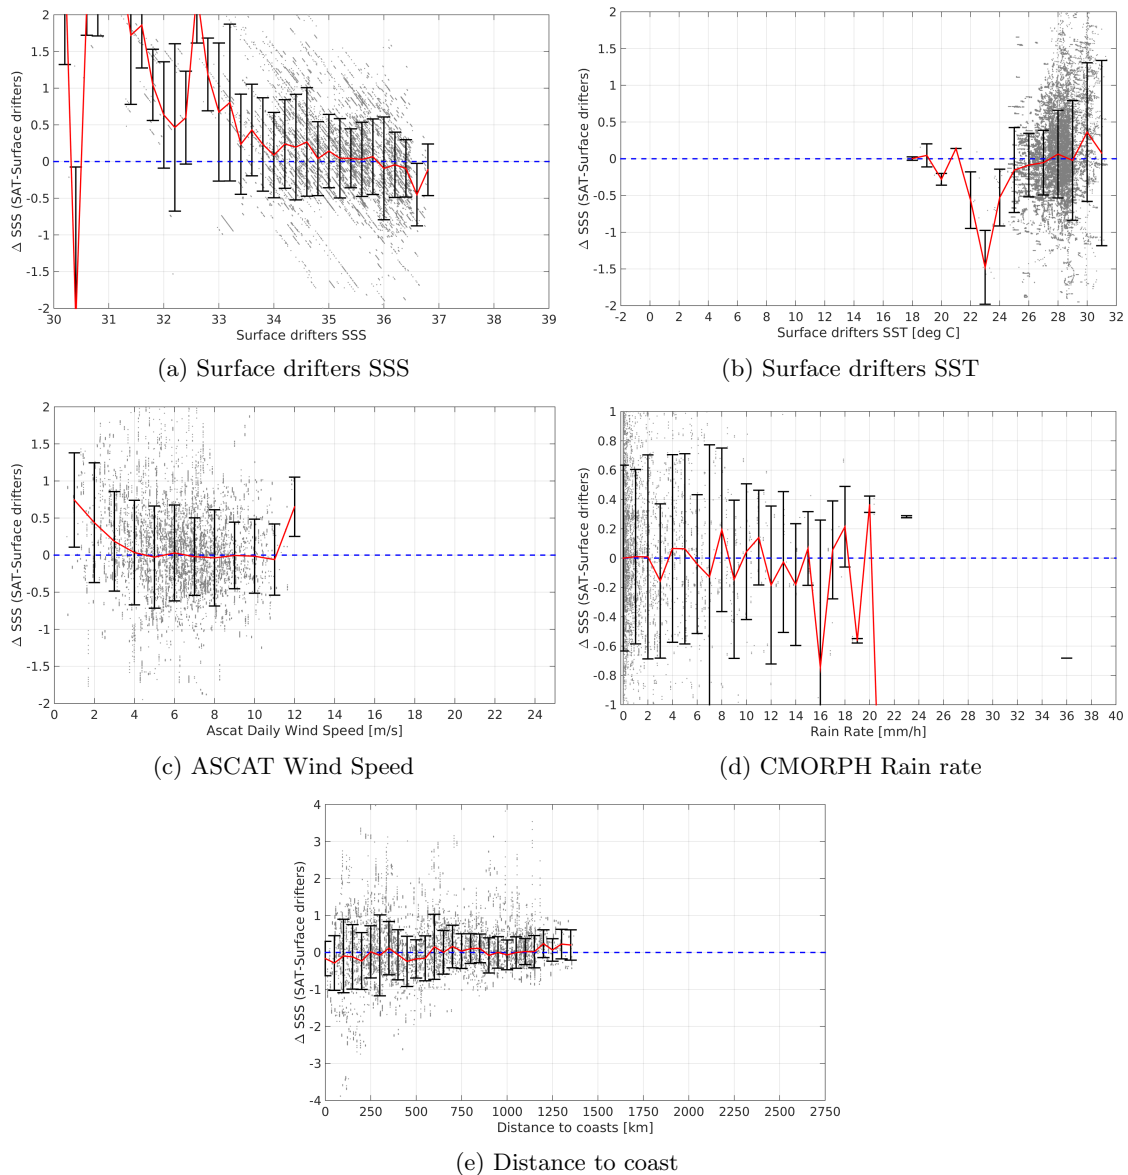 2
1.5
1
0.5
0
-0.5
-1
-1.5
-2
Δ SSS (SAT-Surface drifters)
30 31 32 33 34 35 36 37 38 39
Surface drifters SSS
(a) Surface drifters SSS
2
1.5
1
0.5
0
-0.5
-1
-1.5
-2
Δ SSS (SAT-Surface drifters)
-2 0 2 4 6 8 10 12 14 16 18 20 22 24 26 28 30 32
Surface drifters SST [deg C]
(b) Surface drifters SST
2
1.5
1
0.5
0
-0.5
-1
-1.5
-2
Δ SSS (SAT-Surface drifters)
0 2 4 6 8 10 12 14 16 18 20 22 24
Ascat Daily Wind Speed [m/s]
(c) ASCAT Wind Speed
1
0.8
0.6
0.4
0.2
0
-0.2
-0.4
-0.6
-0.8
-1
Δ SSS (SAT-Surface drifters)
0 2 4 6 8 10 12 14 16 18 20 22 24 26 28 30 32 34 36 38 40
Rain Rate [mm/h]
(d) CMORPH Rain rate
4
3
2
1
0
-1
-2
-3
-4
Δ SSS (SAT-Surface drifters)
0 250 500 750 1000 1250 1500 1750 2000 2250 2500 2750
Distance to coasts [km]
(e) Distance to coast